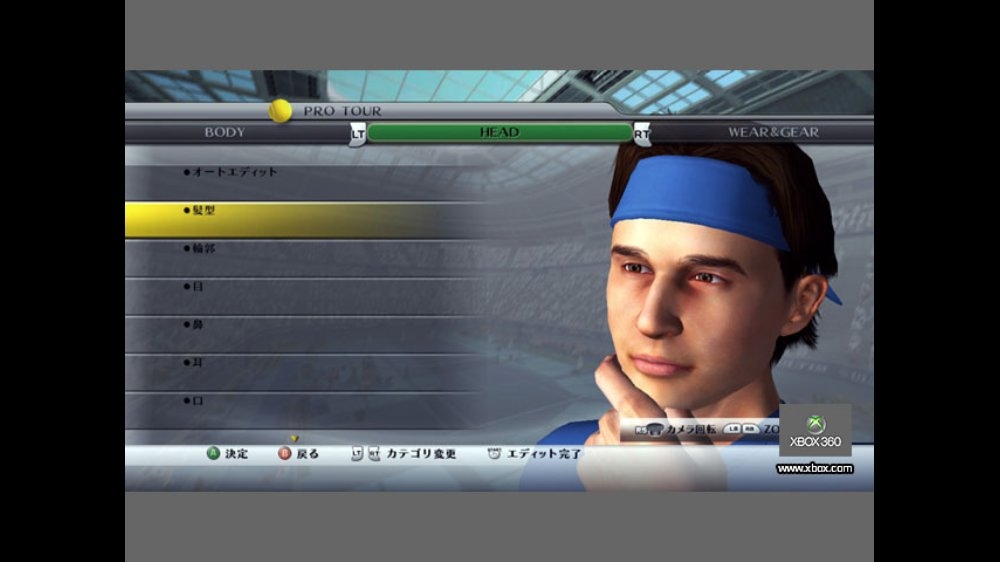 PRO TOUR
BODY LT HEAD RT WEAR&GEAR
●オートエディット
●髪型
●輪郭
●目
●鼻
●耳
●口
カメラ回転 LB RB ZO
A 決定 B 戻る LT RT カテゴリ変更 START エディット完了
XBOX360
www.xbox.com